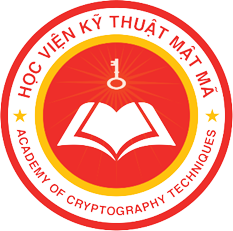 HỌC VIỆN KỸ THUẬT MẬT MÃ
ACADEMY OF CRYPTOGRAPHY TECHNIQUES